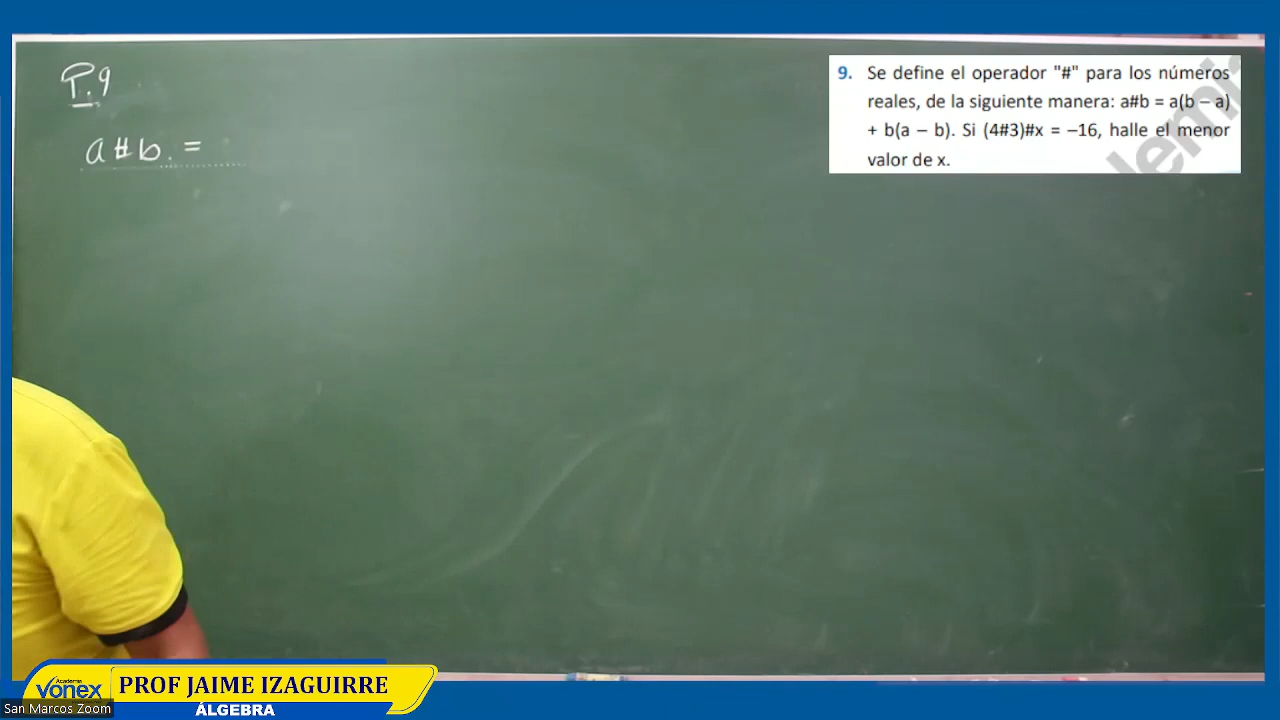 P.9
a # b. =
9. Se define el operador "#" para los números
reales, de la siguiente manera: a#b = a(b – a)
+ b(a – b). Si (4#3)#x = –16, halle el menor
valor de x.
Academia
vonex
PROF JAIME IZAGUIRRE
ÁLGEBRA
San Marcos Zoom